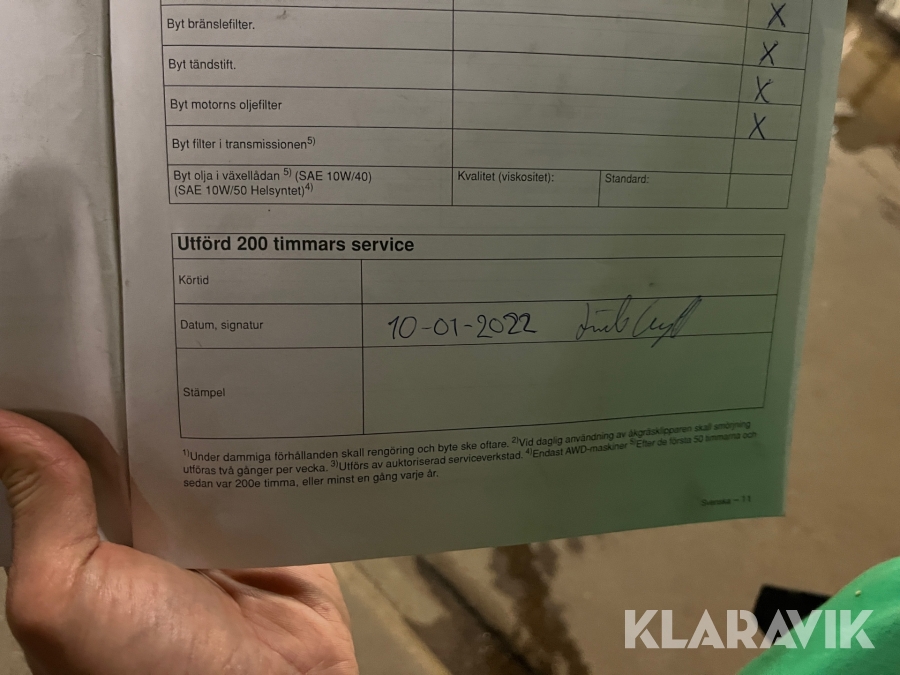 Byt bränslefilter. X
Byt tändstift. X
Byt motorns oljefilter X
Byt filter i transmissionen5) X
Byt olja i växellådan 5) (SAE 10W/40) Kvalitet (viskositet): Standard:
(SAE 10W/50 Helsyntet)4)
Utförd 200 timmars service
Körtid
Datum, signatur 10-01-2022
Stämpel
1)Under dammiga förhållanden skall rengöring och byte ske oftare. 2)Vid daglig användning av åkgräsklipparen skall smörjning
utföras två gånger per vecka. 3)Utförs av auktoriserad serviceverkstad. 4)Endast AWD-maskiner 5)Efter de första 50 timmarna och
sedan var 200e timma, eller minst en gång varje år.
Svenska – 11
KLARAVIK